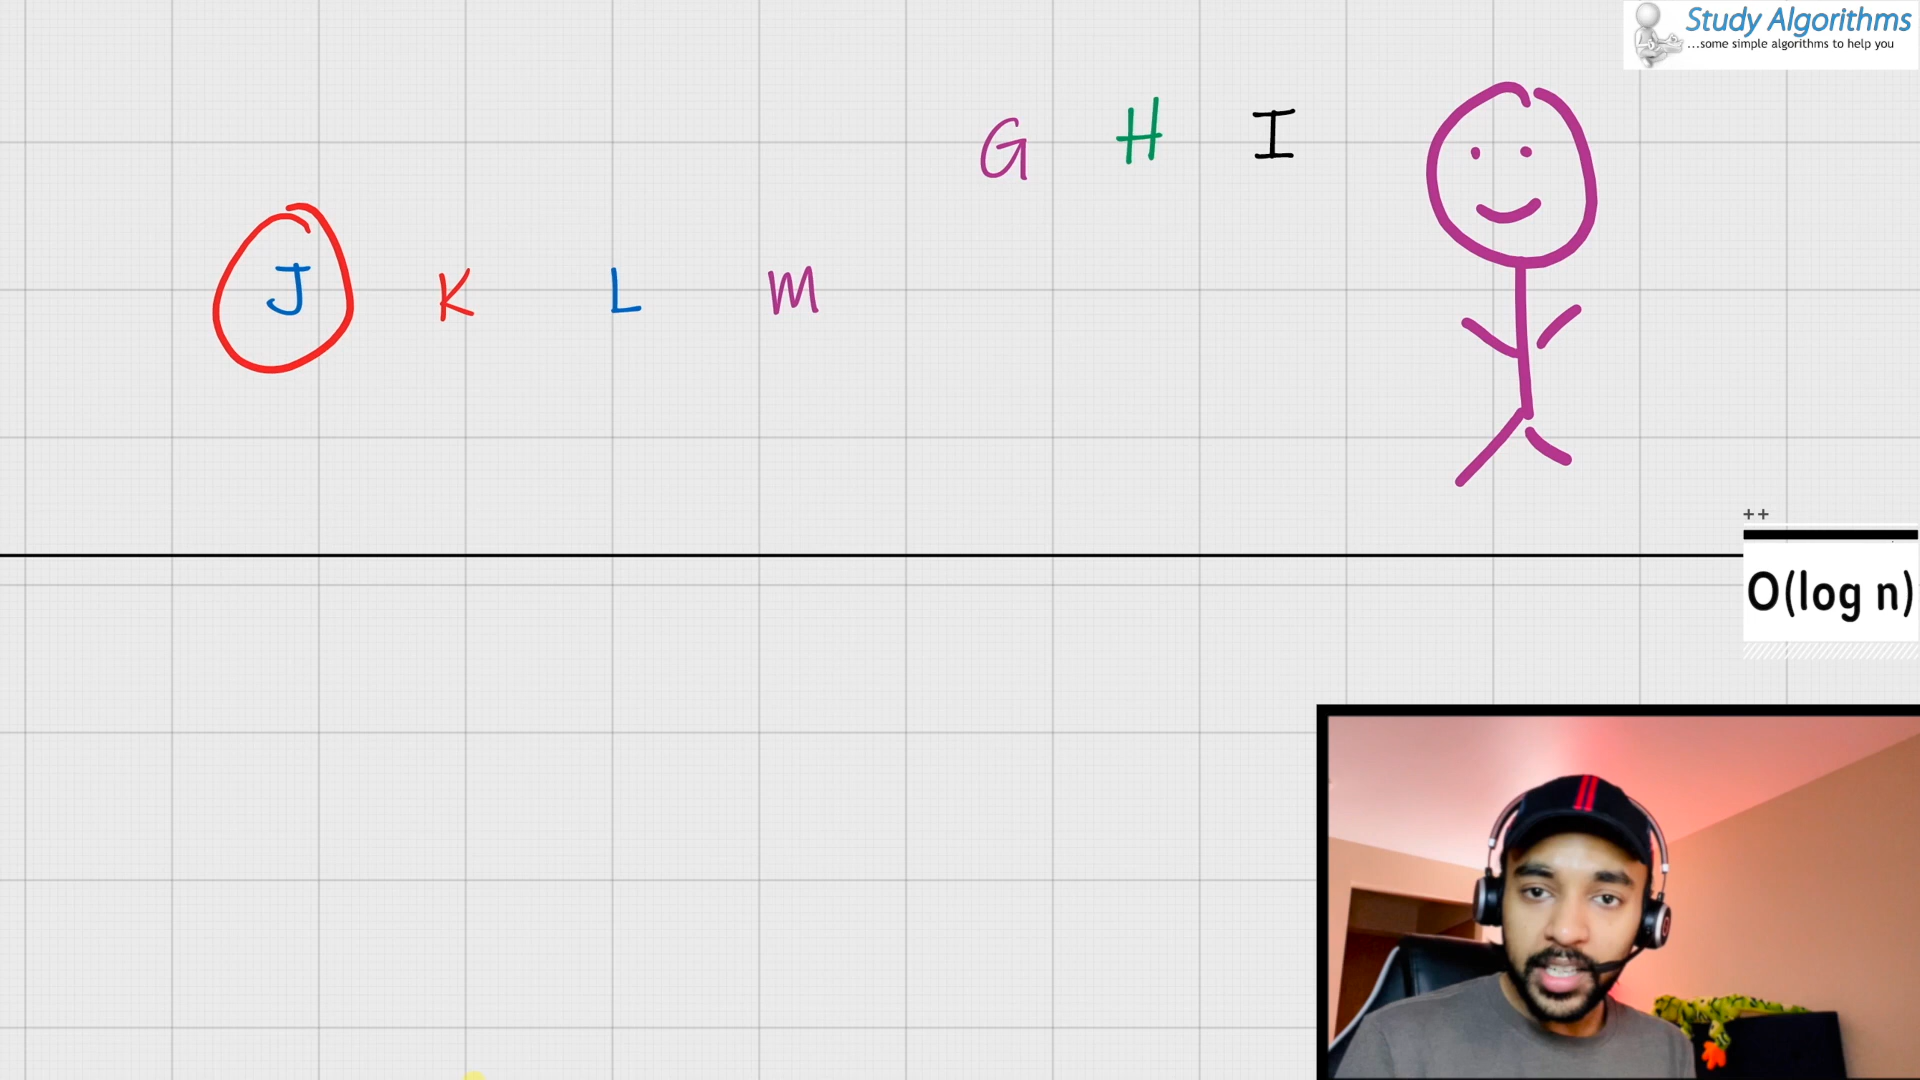 Study Algorithms
...some simple algorithms to help you
G H I
J K L M
++
O(log n)